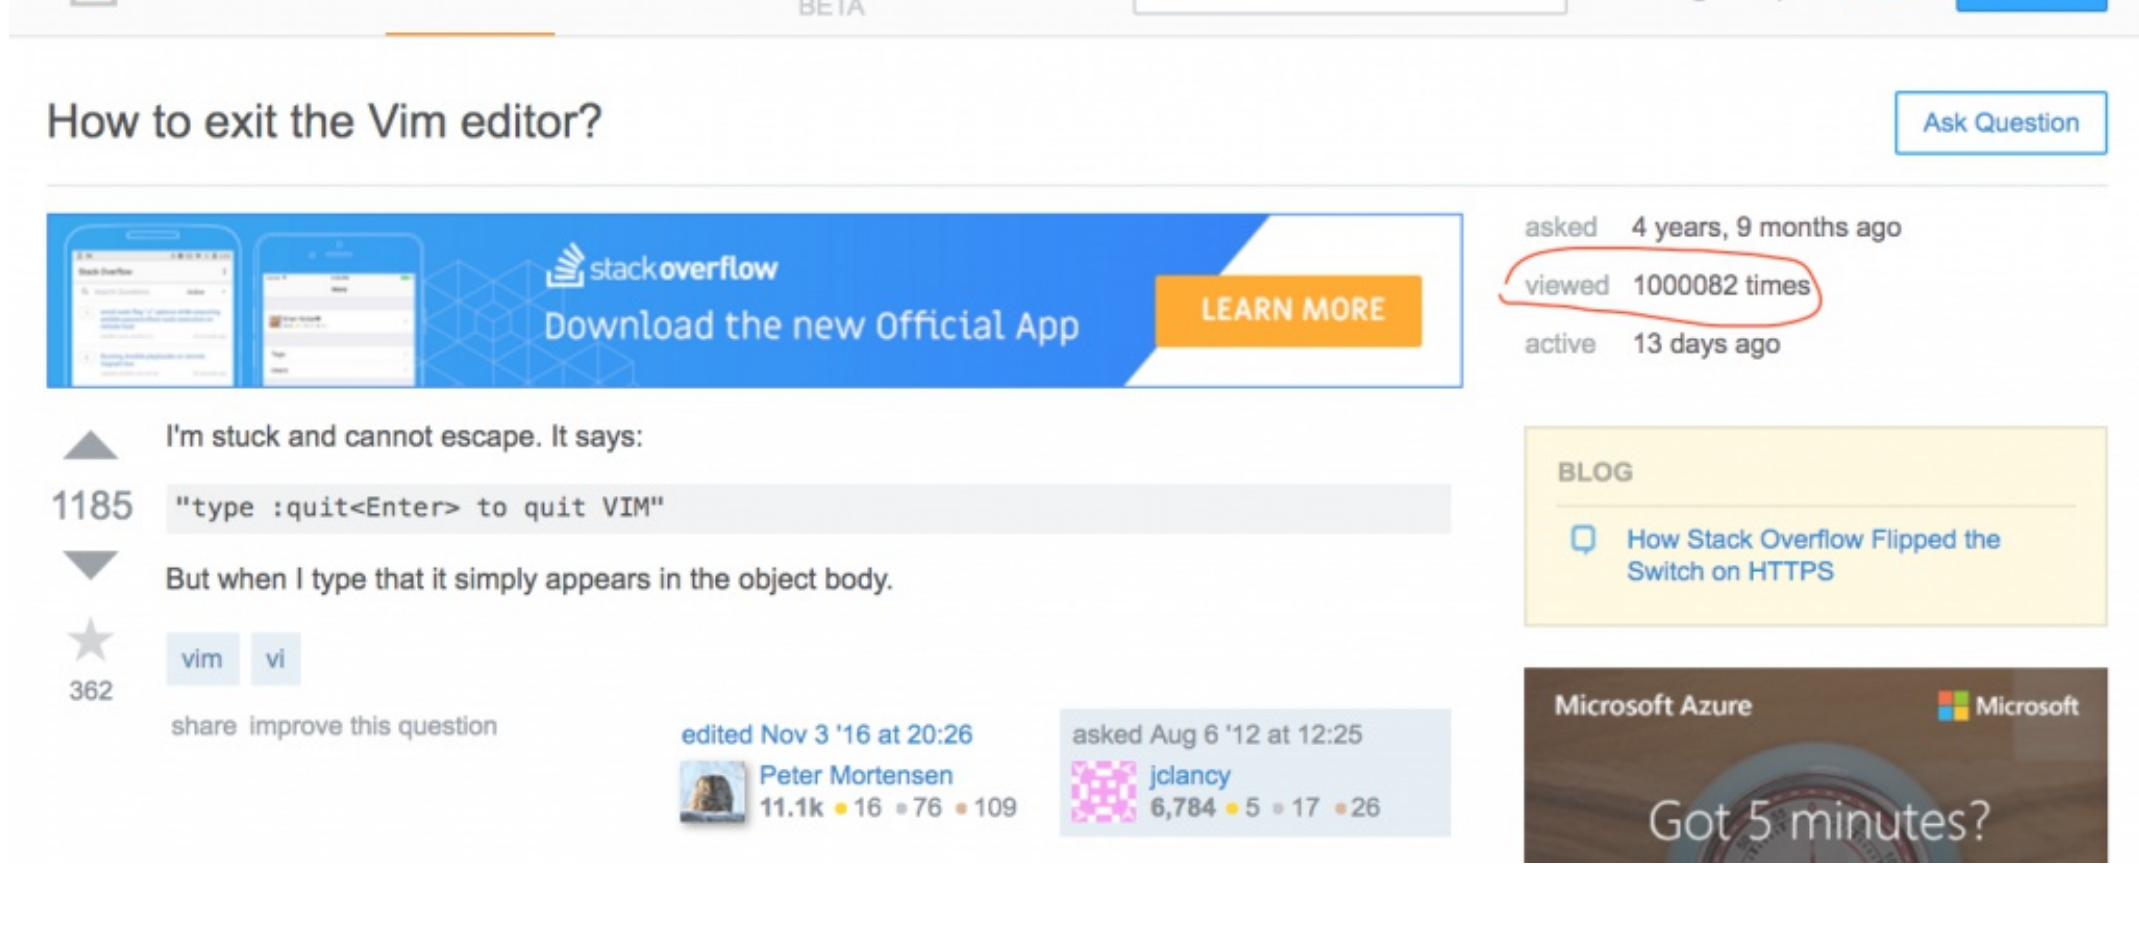 BETA
How to exit the Vim editor?
Ask Question
stackoverflow
Download the new Official App
LEARN MORE
Stack Overflow
asked 4 years, 9 months ago
viewed 1000082 times
active 13 days ago
I'm stuck and cannot escape. It says:
1185
"type :quit<Enter> to quit VIM"
But when I type that it simply appears in the object body.
362
vim vi
share improve this question
edited Nov 3 '16 at 20:26
Peter Mortensen
11.1k 16 76 109
asked Aug 6 '12 at 12:25
jclancy
6,784 5 17 26
BLOG
How Stack Overflow Flipped the
Switch on HTTPS
Microsoft Azure
Microsoft
Got 5 minutes?